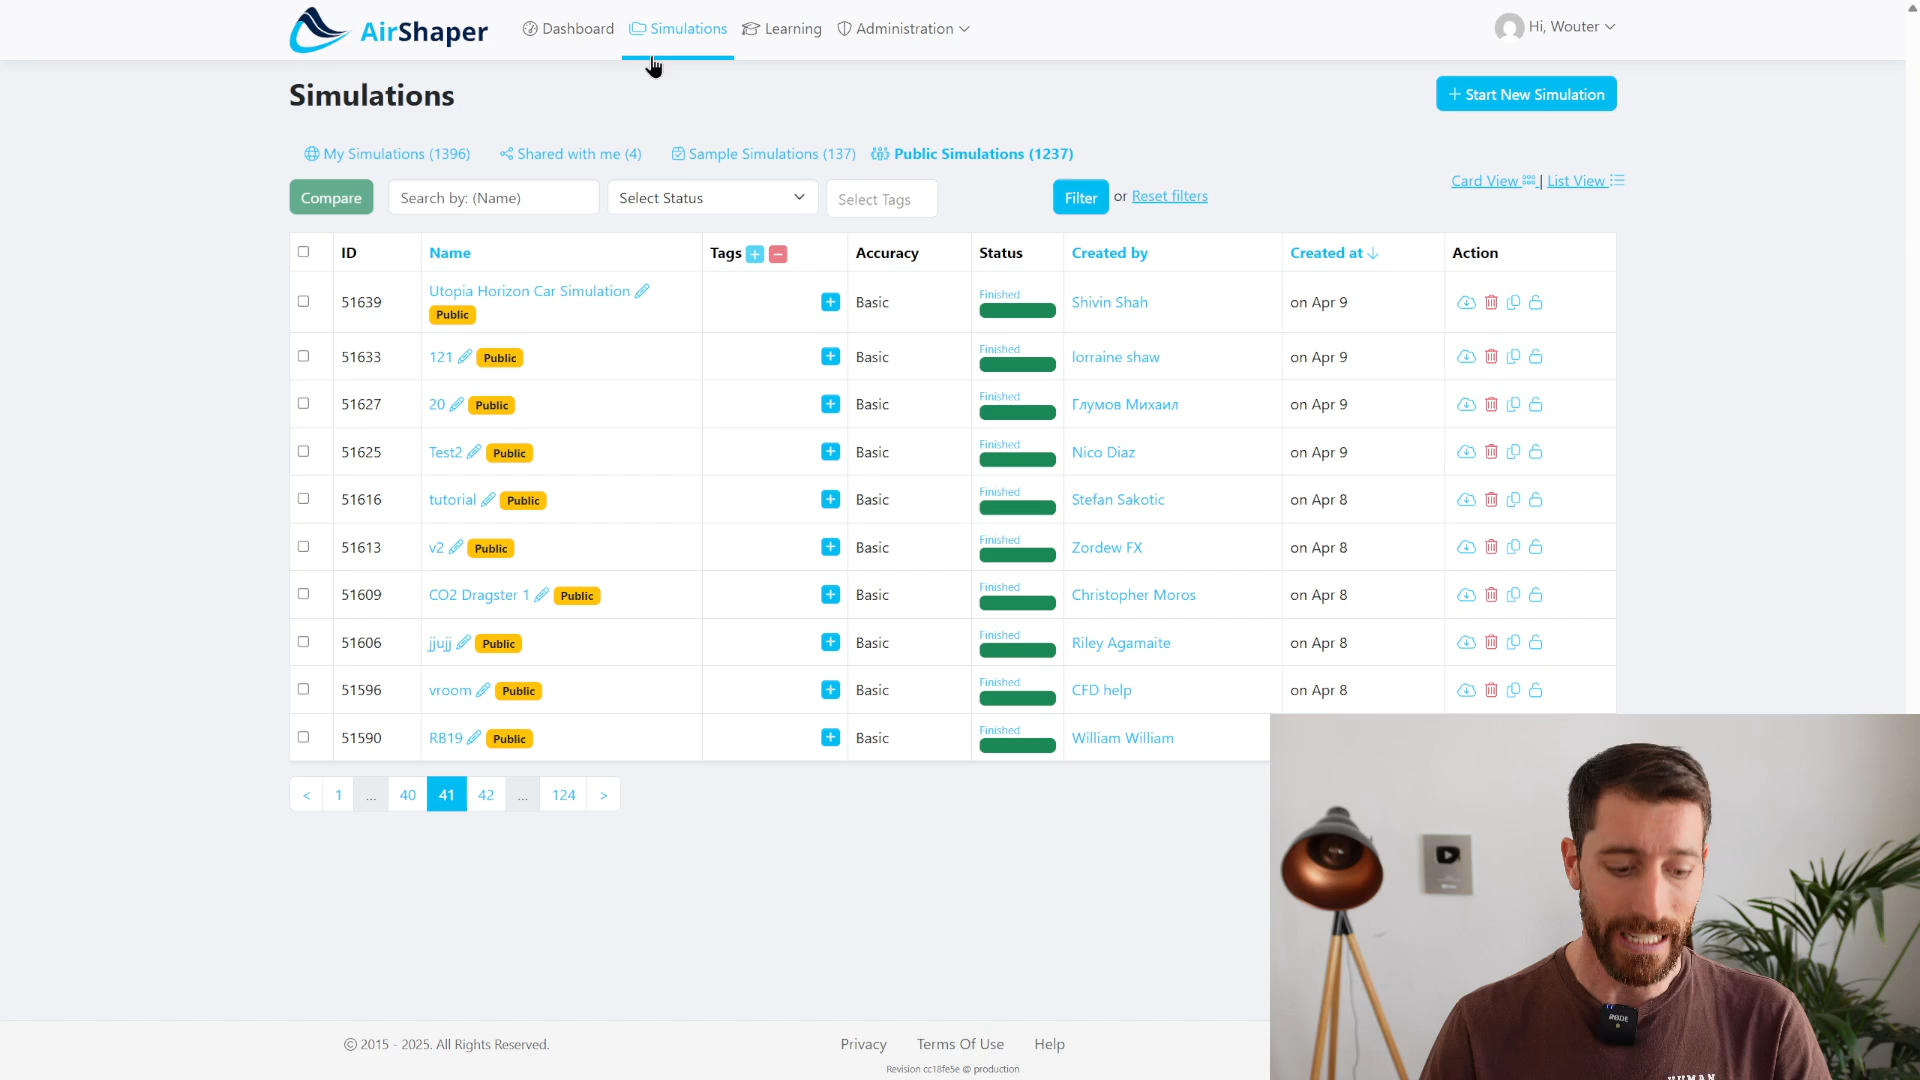 AirShaper
Dashboard
Simulations
Learning
Administration
Hi, Wouter
Simulations
+ Start New Simulation
My Simulations (1396)
Shared with me (4)
Sample Simulations (137)
Public Simulations (1237)
Card View | List View
Compare
Search by: (Name)
Select Status
Select Tags
Filter or Reset filters
ID Name Tags + − Accuracy Status Created by Created at ↓ Action
51639 Utopia Horizon Car Simulation Public + Basic Finished Shivin Shah on Apr 9
51633 121 Public + Basic Finished lorraine shaw on Apr 9
51627 20 Public + Basic Finished Глумов Михаил on Apr 9
51625 Test2 Public + Basic Finished Nico Diaz on Apr 9
51616 tutorial Public + Basic Finished Stefan Sakotic on Apr 8
51613 v2 Public + Basic Finished Zordew FX on Apr 8
51609 CO2 Dragster 1 Public + Basic Finished Christopher Moros on Apr 8
51606 jjujj Public + Basic Finished Riley Agamaite on Apr 8
51596 vroom Public + Basic Finished CFD help on Apr 8
51590 RB19 Public + Basic Finished William William
< 1 ... 40 41 42 ... 124 >
RØDE
HUMAN
© 2015 - 2025. All Rights Reserved.
Privacy Terms Of Use Help
Revision cc18fe5e @ production